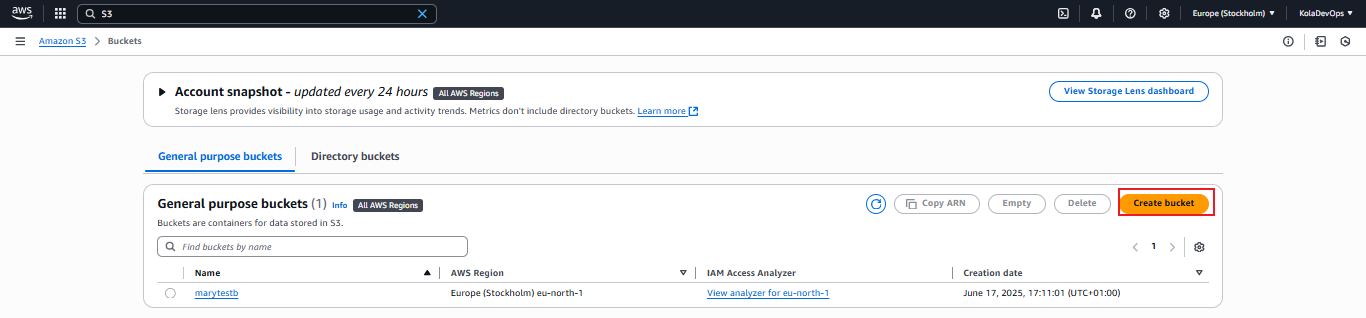 aws S3 Europe (Stockholm) KolaDevOps
Amazon S3 > Buckets
Account snapshot - updated every 24 hours All AWS Regions View Storage Lens dashboard
Storage lens provides visibility into storage usage and activity trends. Metrics don't include directory buckets. Learn more
General purpose buckets Directory buckets
General purpose buckets (1) Info All AWS Regions Copy ARN Empty Delete Create bucket
Buckets are containers for data stored in S3.
Find buckets by name 1
Name AWS Region IAM Access Analyzer Creation date
marytestb Europe (Stockholm) eu-north-1 View analyzer for eu-north-1 June 17, 2025, 17:11:01 (UTC+01:00)